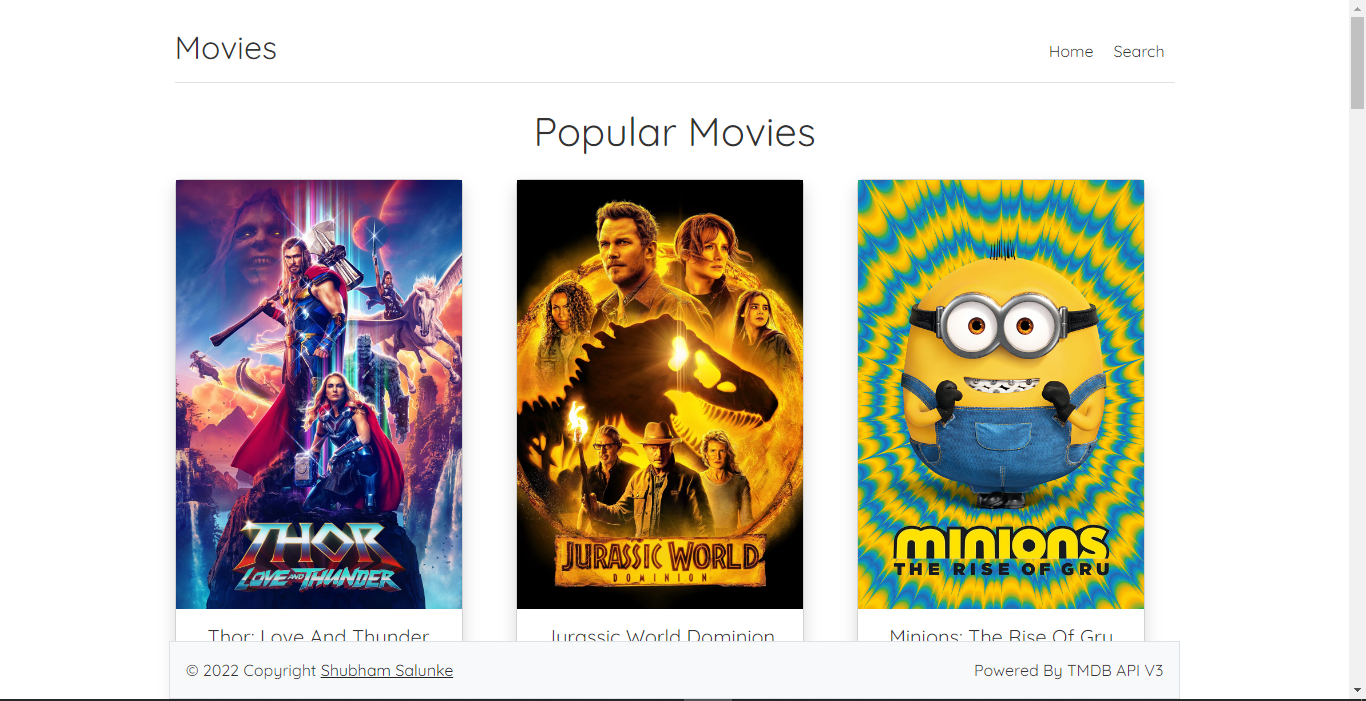 Movies
Home Search
Popular Movies
THOR
LOVE AND THUNDER
JURASSIC WORLD
DOMINION
minions
THE RISE OF GRU
Thor: Love And Thunder
Jurassic World Dominion
Minions: The Rise Of Gru
© 2022 Copyright Shubham Salunke
Powered By TMDB API V3